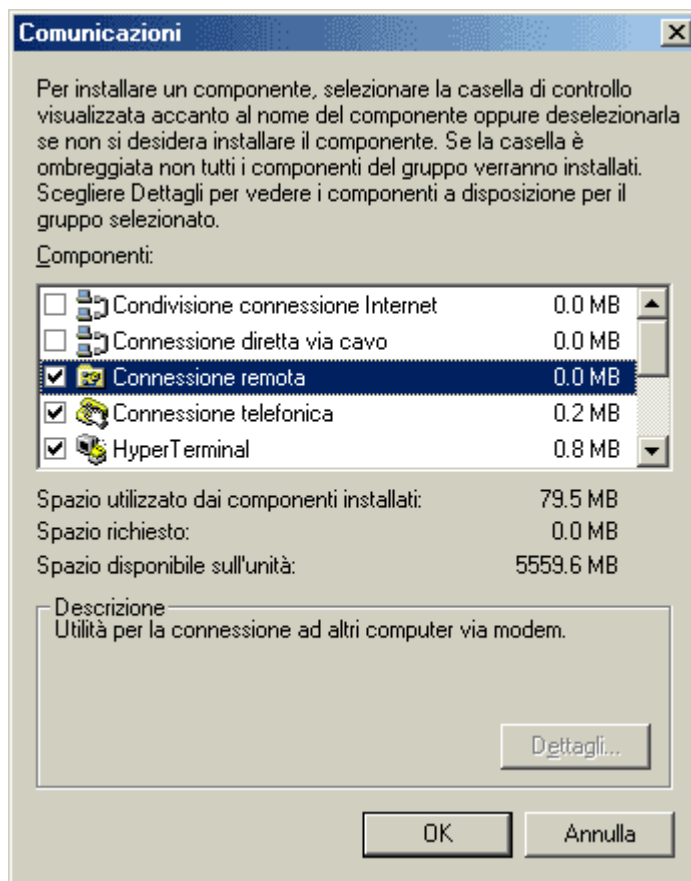 Comunicazioni
Per installare un componente, selezionare la casella di controllo
visualizzata accanto al nome del componente oppure deselezionarla
se non si desidera installare il componente. Se la casella è
ombreggiata non tutti i componenti del gruppo verranno installati.
Scegliere Dettagli per vedere i componenti a disposizione per il
gruppo selezionato.
Componenti:
Condivisione connessione Internet 0.0 MB
Connessione diretta via cavo 0.0 MB
Connessione remota 0.0 MB
Connessione telefonica 0.2 MB
HyperTerminal 0.8 MB
Spazio utilizzato dai componenti installati: 79.5 MB
Spazio richiesto: 0.0 MB
Spazio disponibile sull'unità: 5559.6 MB
Descrizione
Utilità per la connessione ad altri computer via modem.
Dettagli...
OK Annulla